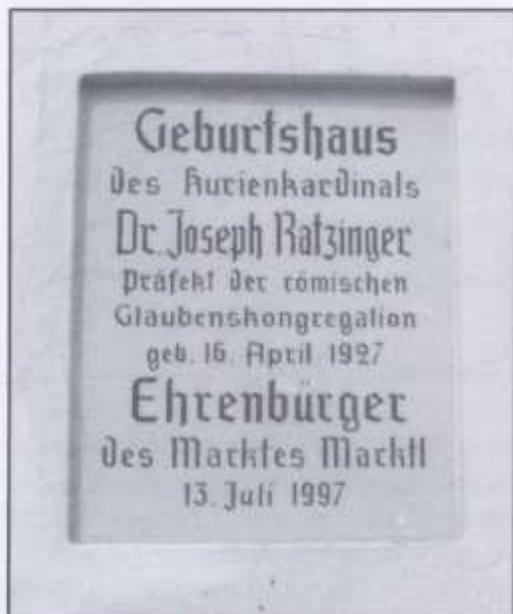 Geburtshaus
des Kurienkardinals
Dr. Joseph Ratzinger
Präfekt der römischen
Glaubenskongregation
geb. 16. April 1927
Ehrenbürger
des Marktes Marktl
13. Juli 1997